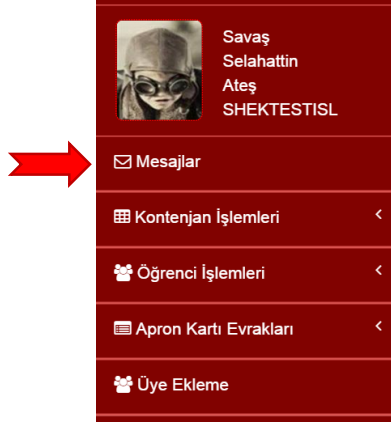 Savaş
Selahattin
Ateş
SHEKTESTISL
Mesajlar
Kontenjan İşlemleri
Öğrenci İşlemleri
Apron Kartı Evrakları
Üye Ekleme